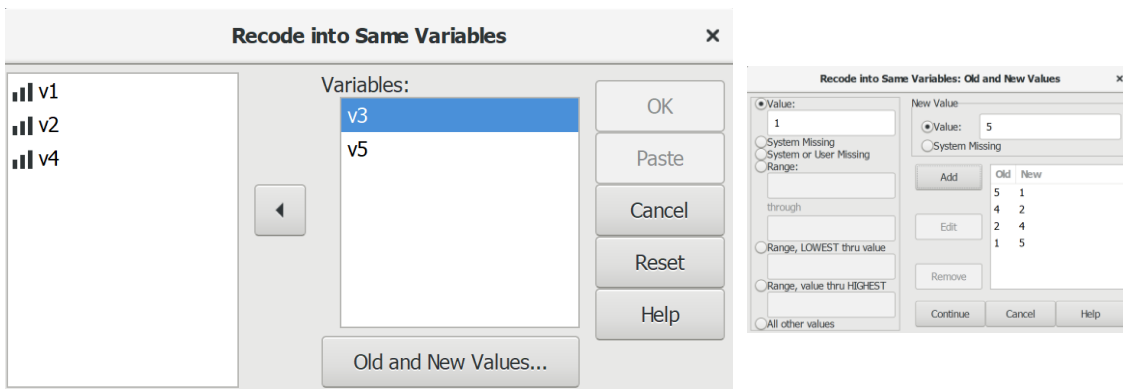 Recode into Same Variables ×
v1
v2
v4
Variables:
v3
v5
OK
Paste
Cancel
Reset
Help
Old and New Values...
Recode into Same Variables: Old and New Values ×
Value:
1
System Missing
System or User Missing
Range:
through
Range, LOWEST thru value
Range, value thru HIGHEST
All other values
New Value
Value: 5
System Missing
Add
Edit
Remove
Old New
5 1
4 2
2 4
1 5
Continue Cancel Help